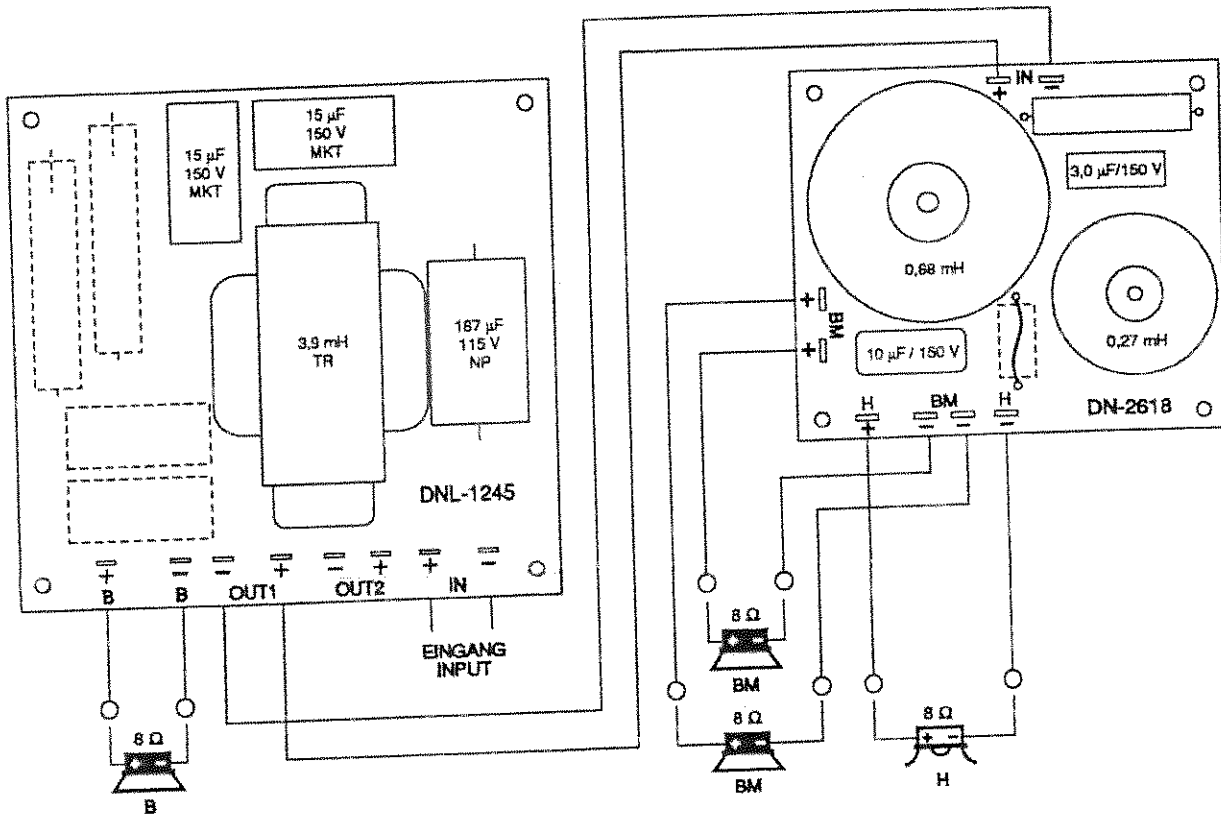 15 µF
150 V
MKT
15 µF
150 V
MKT
3,9 mH
TR
167 µF
115 V
NP
DNL-1245
+ − − + − + + −
B B OUT1 OUT2 IN
EINGANG
INPUT
8 Ω
+ −
B
+ IN −
3,0 µF/150 V
0,68 mH
0,27 mH
+
BM
+
10 µF / 150 V
H BM H
+ − − −
DN-2618
8 Ω
+ −
BM
8 Ω
+ −
BM
8 Ω
+ −
H